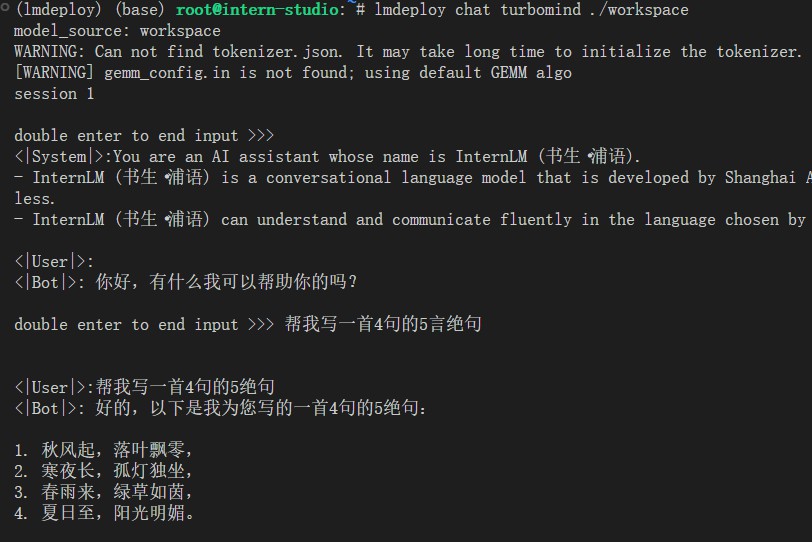 (lmdeploy) (base) root@intern-studio:~# lmdeploy chat turbomind ./workspace
model_source: workspace
WARNING: Can not find tokenizer.json. It may take long time to initialize the tokenizer.
[WARNING] gemm_config.in is not found; using default GEMM algo
session 1
double enter to end input >>>
<|System|>:You are an AI assistant whose name is InternLM (书生·浦语).
- InternLM (书生·浦语) is a conversational language model that is developed by Shanghai A
less.
- InternLM (书生·浦语) can understand and communicate fluently in the language chosen by
<|User|>:
<|Bot|>: 你好，有什么我可以帮助你的吗？
double enter to end input >>> 帮我写一首4句的5言绝句
<|User|>:帮我写一首4句的5绝句
<|Bot|>: 好的，以下是我为您写的一首4句的5绝句：
1. 秋风起，落叶飘零，
2. 寒夜长，孤灯独坐，
3. 春雨来，绿草如茵，
4. 夏日至，阳光明媚。